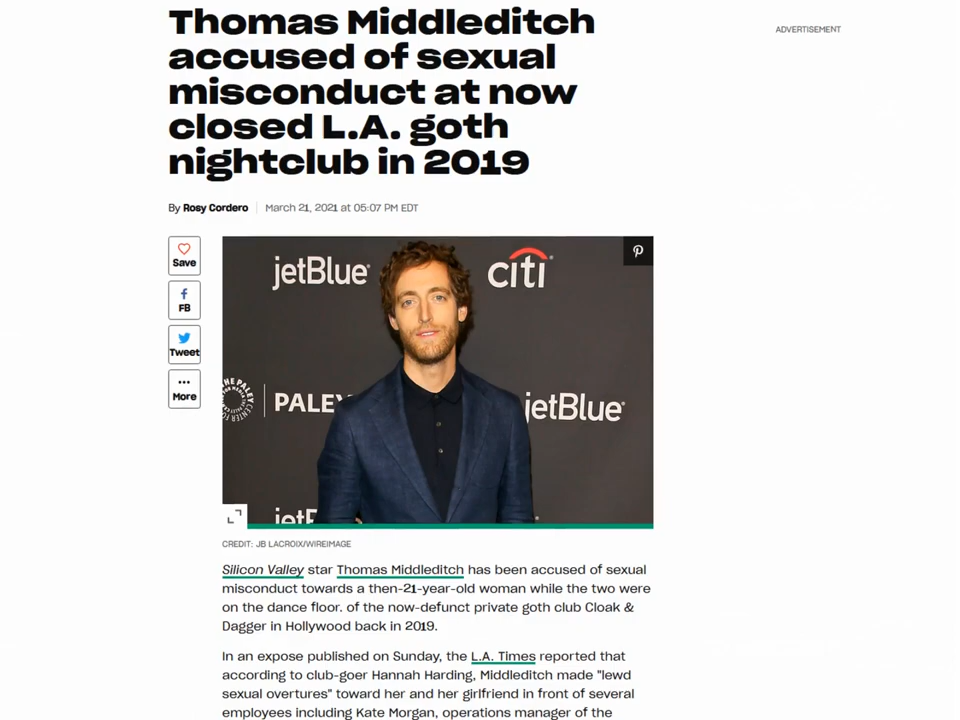 Thomas Middleditch
ADVERTISEMENT
accused of sexual
misconduct at now
closed L.A. goth
nightclub in 2019
By Rosy Cordero March 21, 2021 at 05:07 PM EDT
Save
FB
Tweet
More
jetBlue
citi
THE PALEY
PALEY
jetBlue
CREDIT: JB LACROIX/WIREIMAGE
Silicon Valley star Thomas Middleditch has been accused of sexual
misconduct towards a then-21-year-old woman while the two were
on the dance floor. of the now-defunct private goth club Cloak &
Dagger in Hollywood back in 2019.
In an expose published on Sunday, the L.A. Times reported that
according to club-goer Hannah Harding, Middleditch made "lewd
sexual overtures" toward her and her girlfriend in front of several
employees including Kate Morgan, operations manager of the